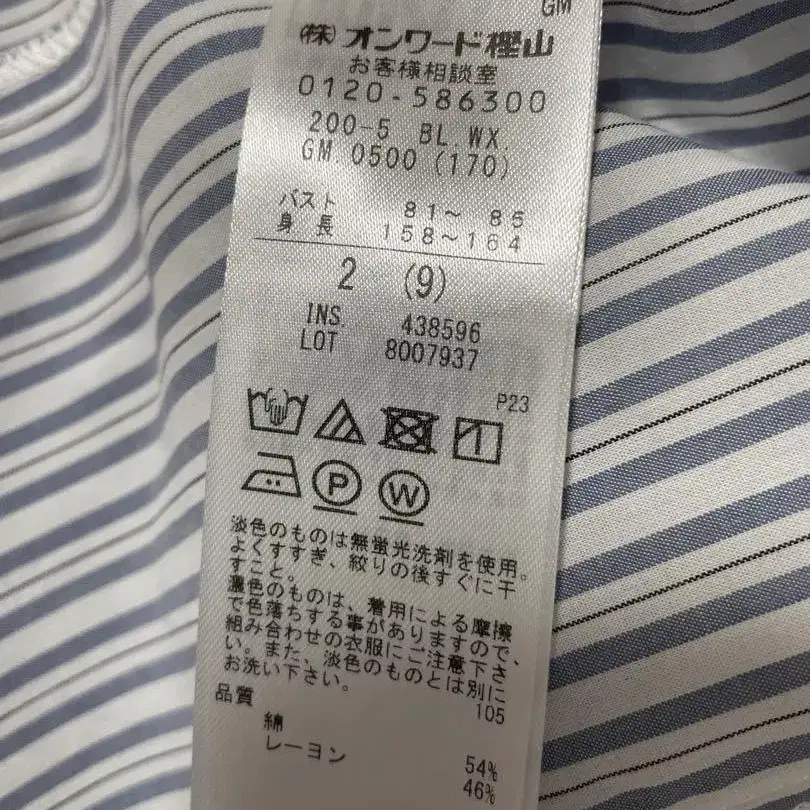 GM
㈱ オンワード樫山
お客様相談室
0120-586300
200-5 BL.WX.
GM.0500 (170)
バスト 81～ 85
身長 158～164
2 (9)
INS. 438596
LOT 8007937
P23
P W
淡色のものは無蛍光洗剤を使用。
よくすすぎ、絞りの後すぐに干
すこと。
濃色のものは、着用による摩擦
で色落ちする事がありますので、
組み合わせの衣服にご注意下さ
い。また、淡色のものとは別に
お洗い下さい。
105
品質
綿 54%
レーヨン 46%